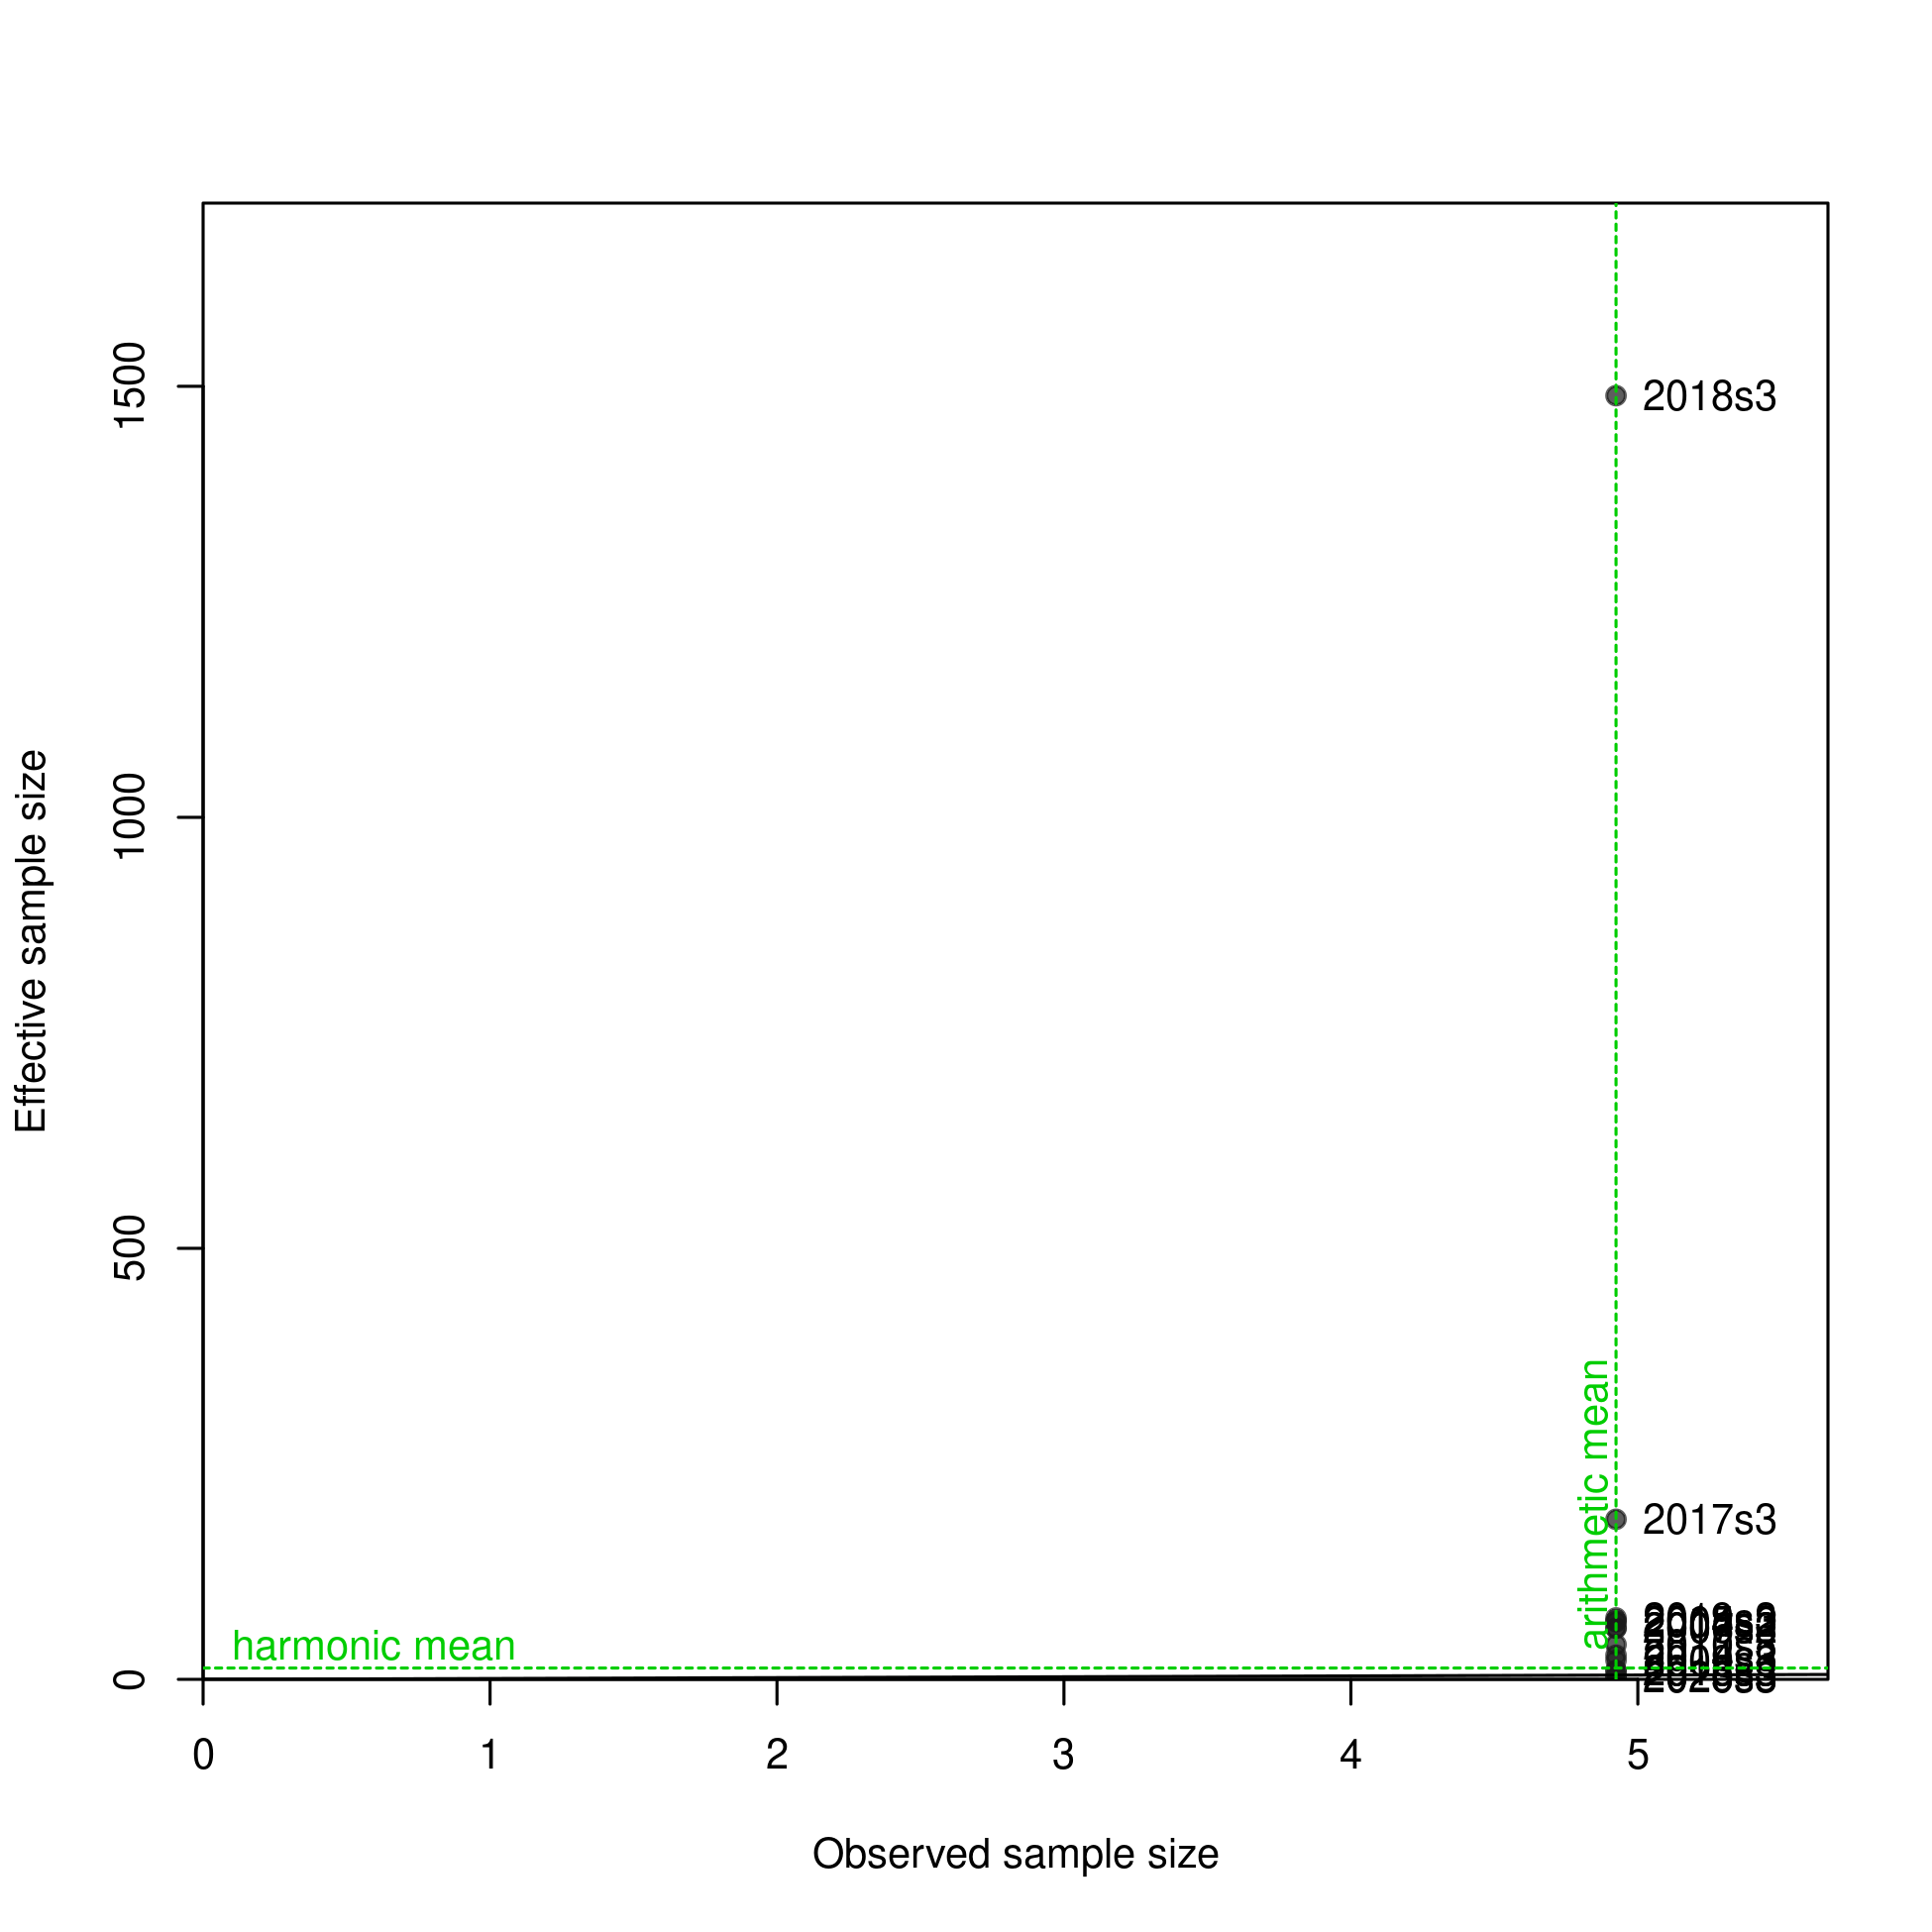 1500
2018s3
1000
Effective sample size
500
arithmetic mean
2017s3
harmonic mean
0
0 1 2 3 4 5
Observed sample size